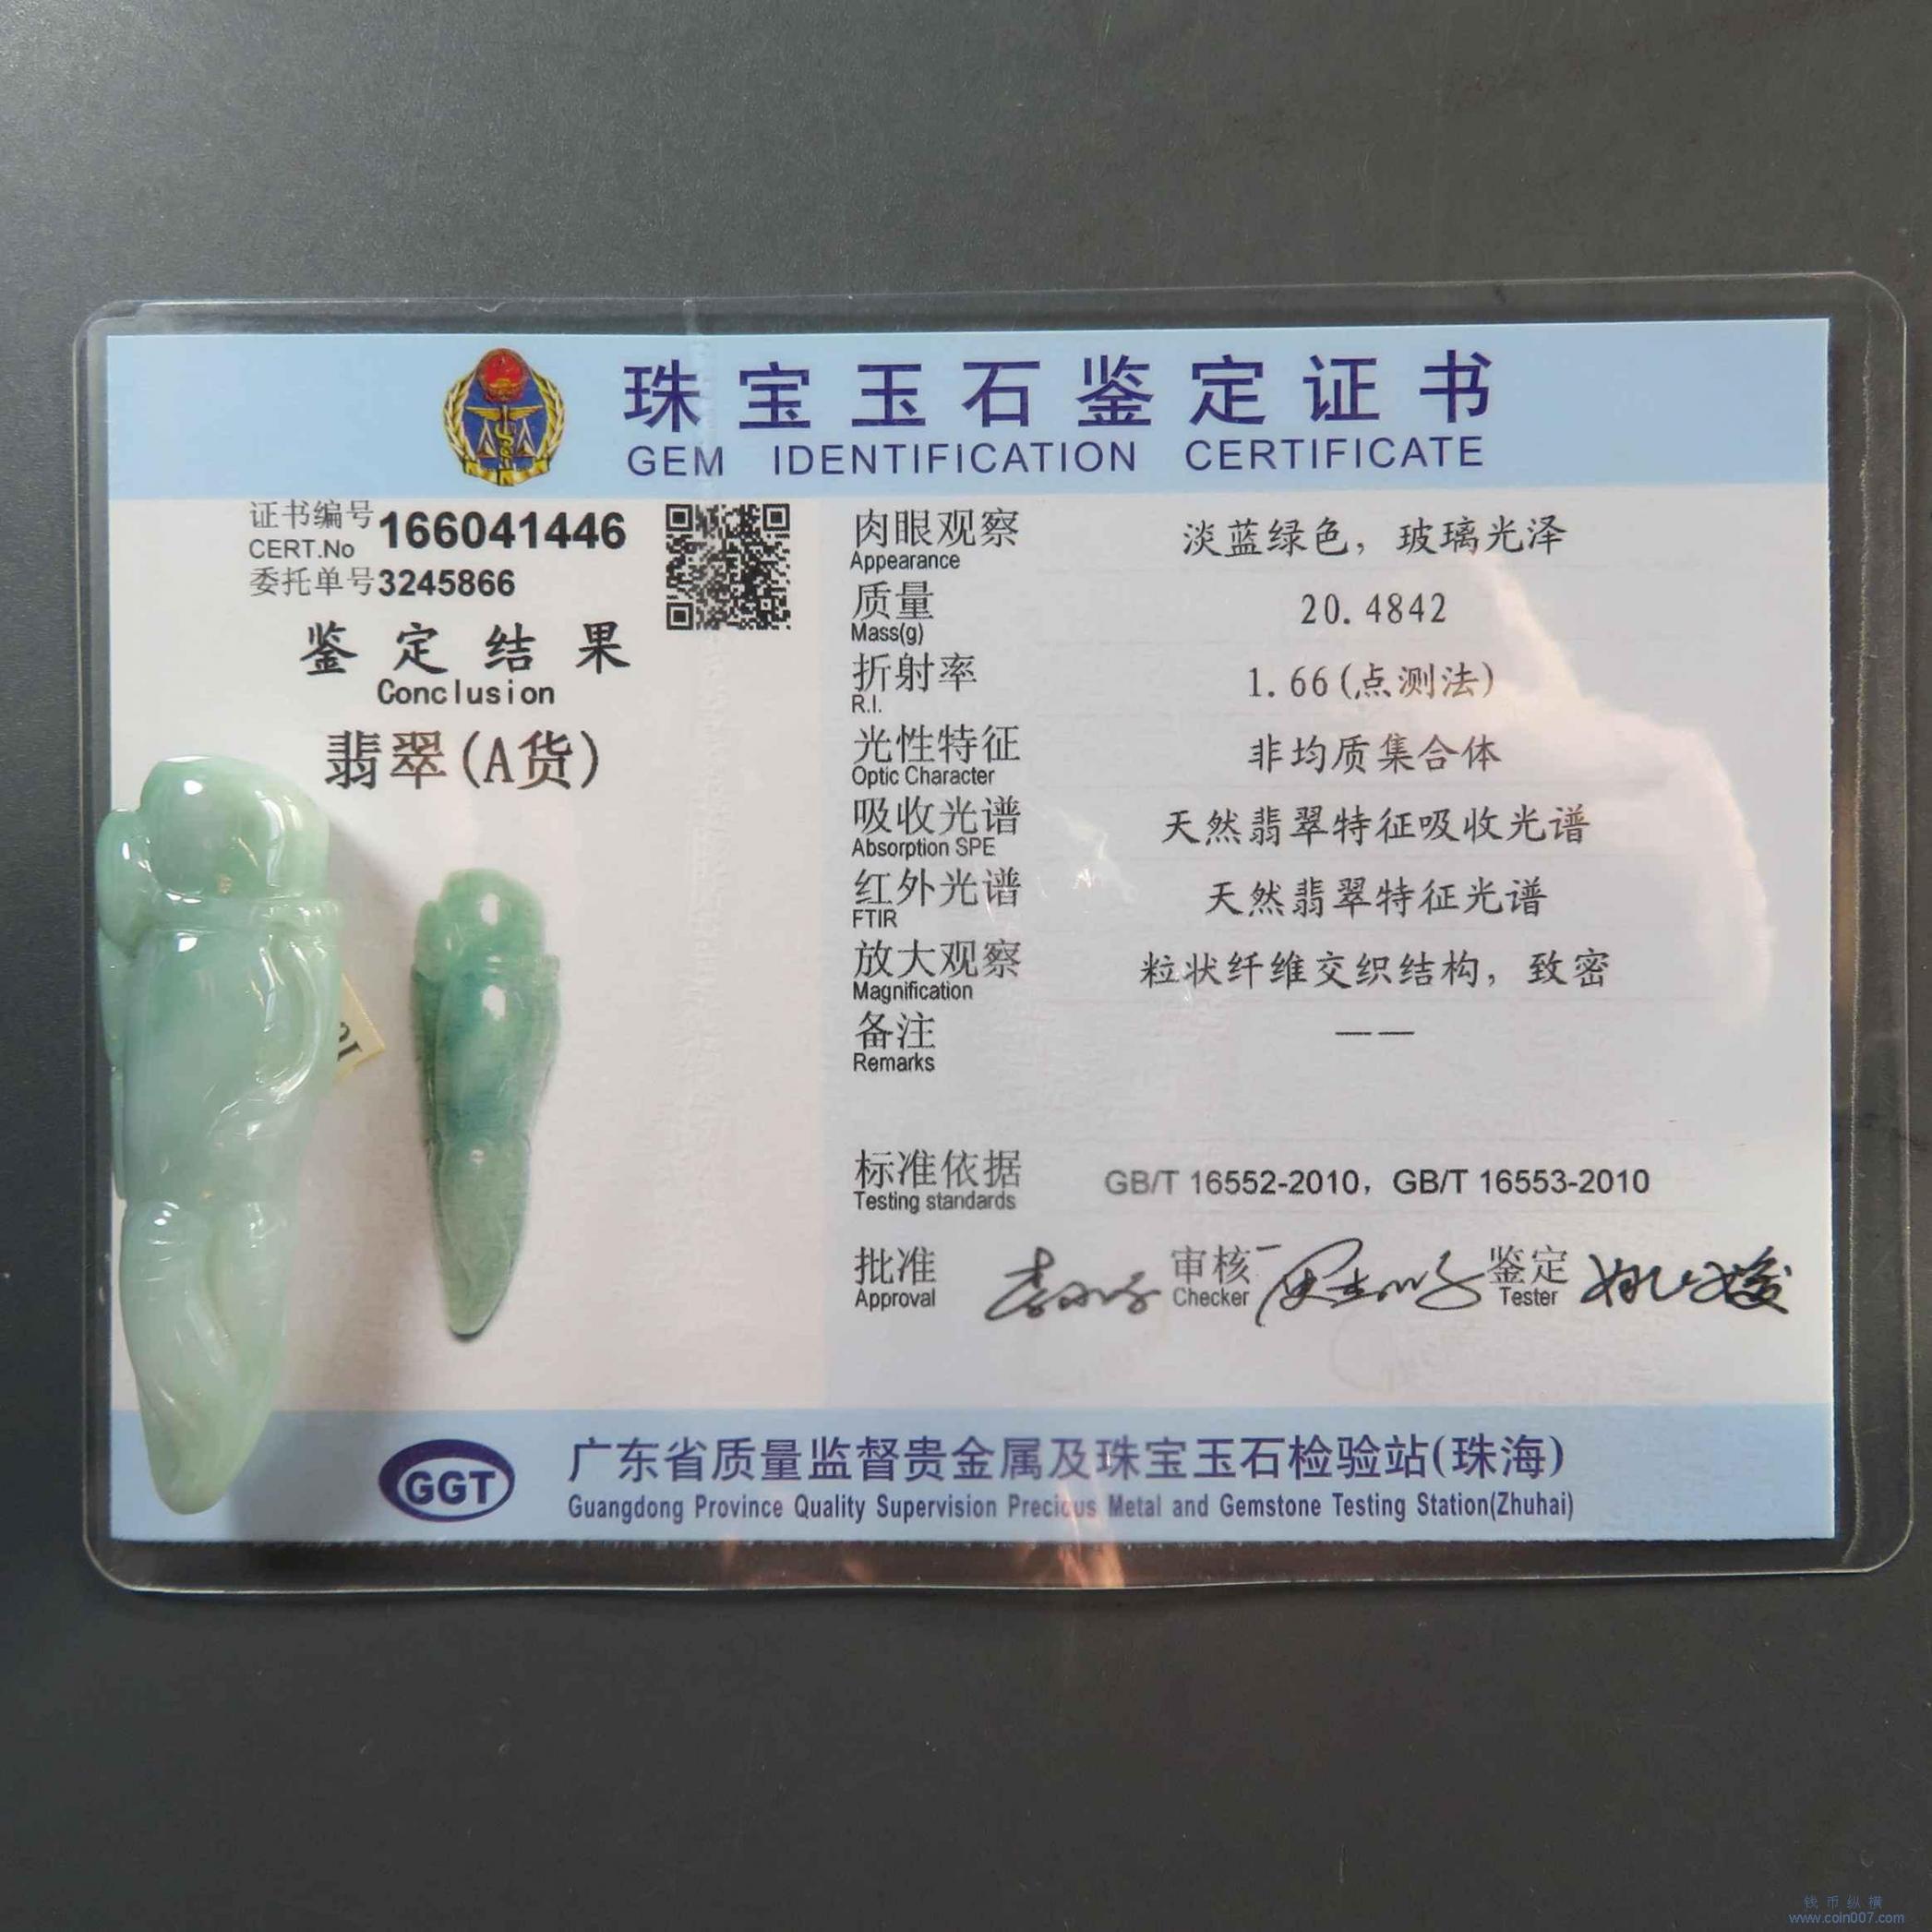 珠宝玉石鉴定证书
GEM IDENTIFICATION CERTIFICATE
证书编号 166041446
CERT.No
委托单号 3245866
鉴定结果
Conclusion
翡翠(A货)
肉眼观察 淡蓝绿色，玻璃光泽
Appearance
质量 20.4842
Mass(g)
折射率 1.66(点测法)
R.I.
光性特征 非均质集合体
Optic Character
吸收光谱 天然翡翠特征吸收光谱
Absorption SPE
红外光谱 天然翡翠特征光谱
FTIR
放大观察 粒状纤维交织结构，致密
Magnification
备注 ——
Remarks
标准依据 GB/T 16552-2010，GB/T 16553-2010
Testing standards
批准 审核 鉴定
Approval Checker Tester
GGT
广东省质量监督贵金属及珠宝玉石检验站(珠海)
Guangdong Province Quality Supervision Precious Metal and Gemstone Testing Station(Zhuhai)
钱币纵横
www.coin007.com